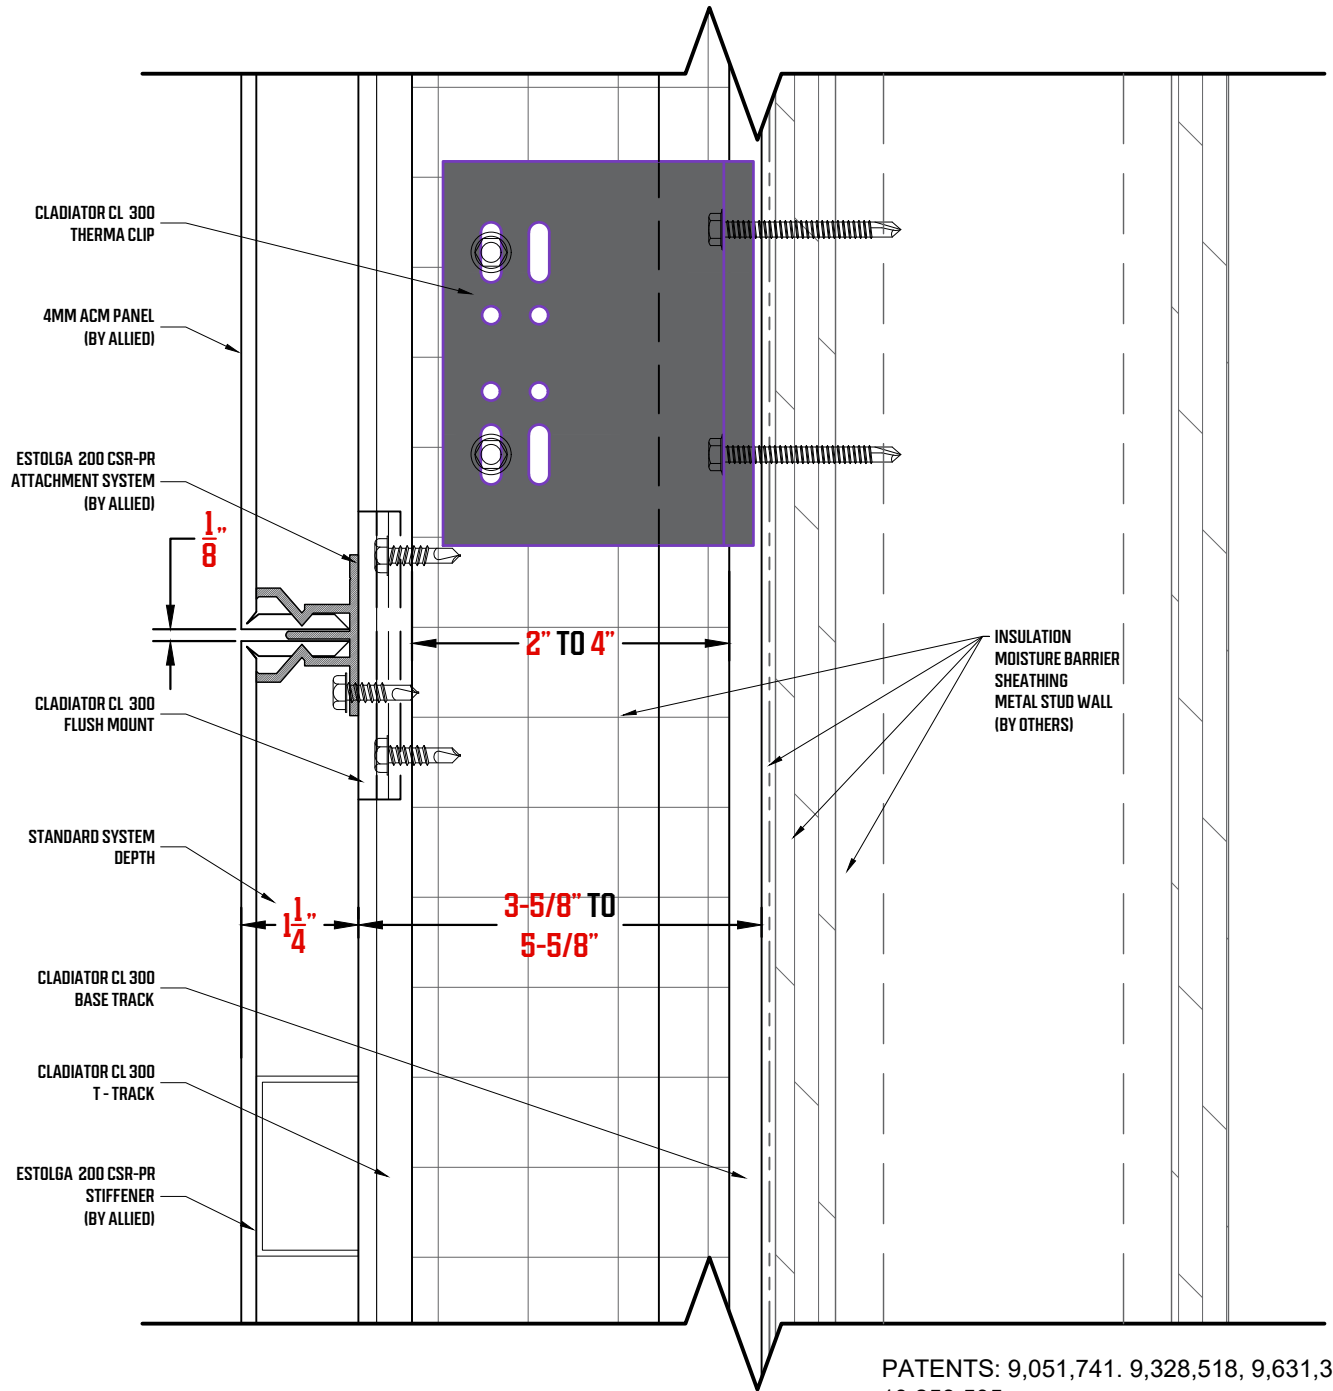 CLADIATOR CL 300
THERMA CLIP
4MM ACM PANEL
(BY ALLIED)
ESTOLGA 200 CSR-PR
ATTACHMENT SYSTEM
(BY ALLIED)
1/8"
2" TO 4"
INSULATION
MOISTURE BARRIER
SHEATHING
METAL STUD WALL
(BY OTHERS)
CLADIATOR CL 300
FLUSH MOUNT
STANDARD SYSTEM
DEPTH
1 1/4"
3-5/8" TO
5-5/8"
CLADIATOR CL 300
BASE TRACK
CLADIATOR CL 300
T - TRACK
ESTOLGA 200 CSR-PR
STIFFENER
(BY ALLIED)
PATENTS: 9,051,741. 9,328,518, 9,631,3